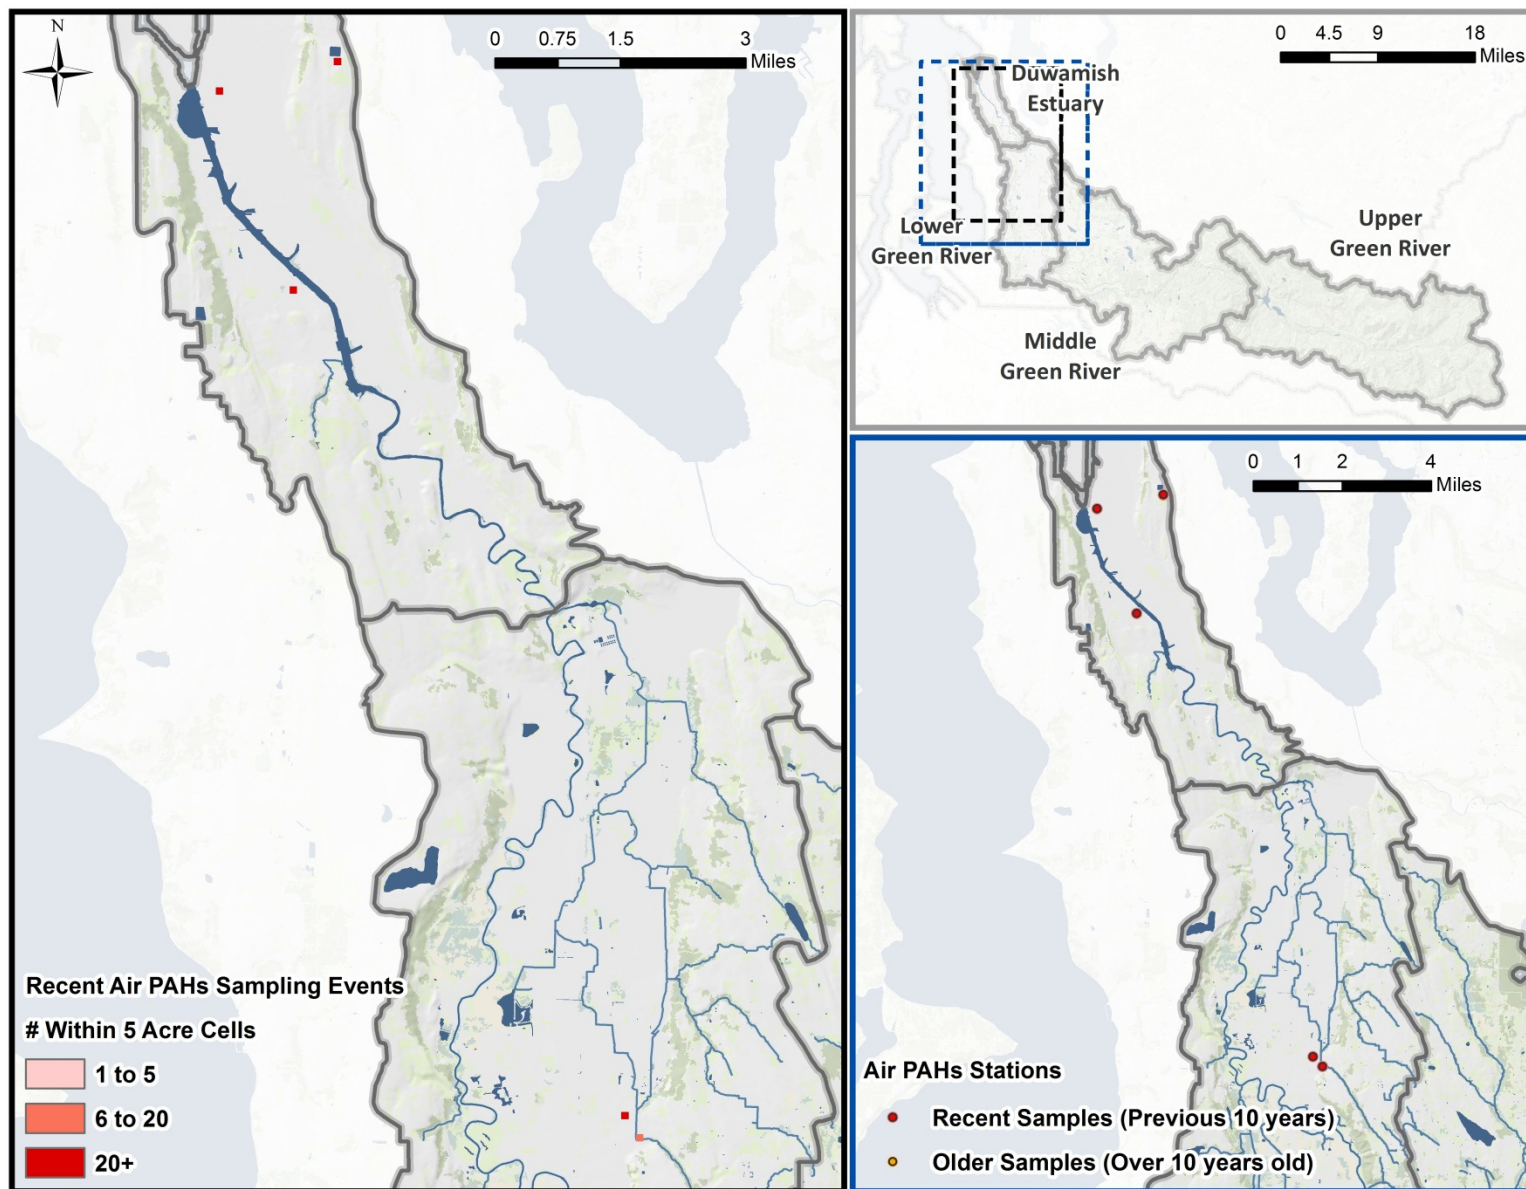 N
0 0.75 1.5 3
Miles
Recent Air PAHs Sampling Events
# Within 5 Acre Cells
1 to 5
6 to 20
20+
0 4.5 9 18
Miles
Duwamish
Estuary
Lower
Green River
Upper
Green River
Middle
Green River
0 1 2 4
Miles
Air PAHs Stations
Recent Samples (Previous 10 years)
Older Samples (Over 10 years old)